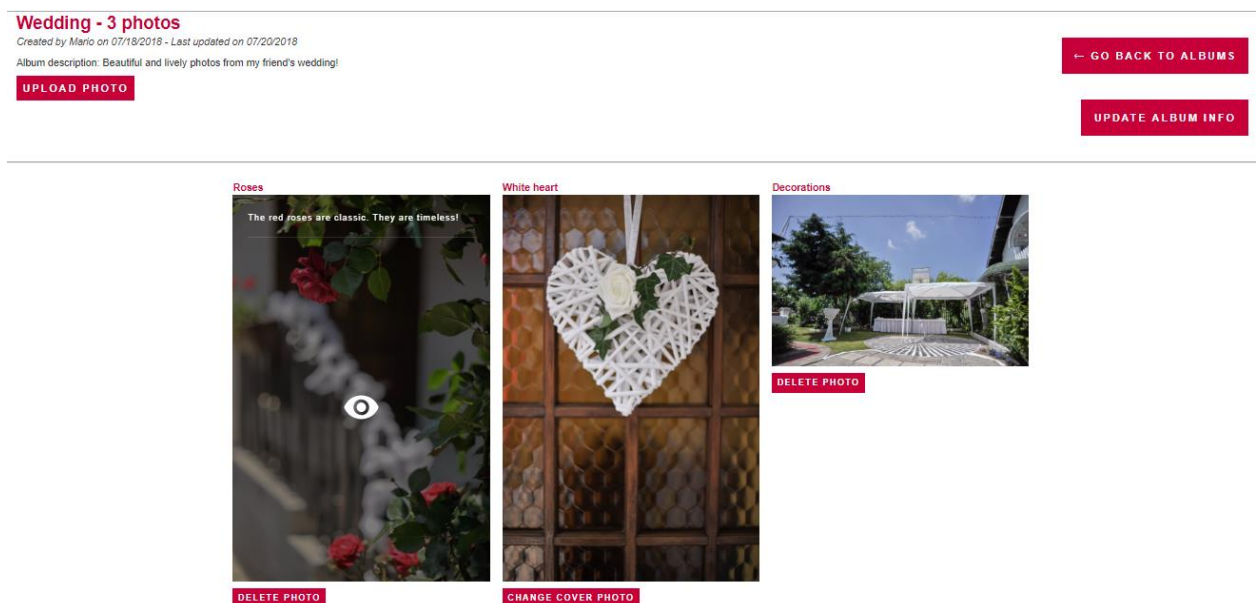 Wedding - 3 photos
Created by Mario on 07/18/2018 - Last updated on 07/20/2018
Album description: Beautiful and lively photos from my friend's wedding!
UPLOAD PHOTO
← GO BACK TO ALBUMS
UPDATE ALBUM INFO
Roses
The red roses are classic. They are timeless!
DELETE PHOTO
White heart
CHANGE COVER PHOTO
Decorations
DELETE PHOTO